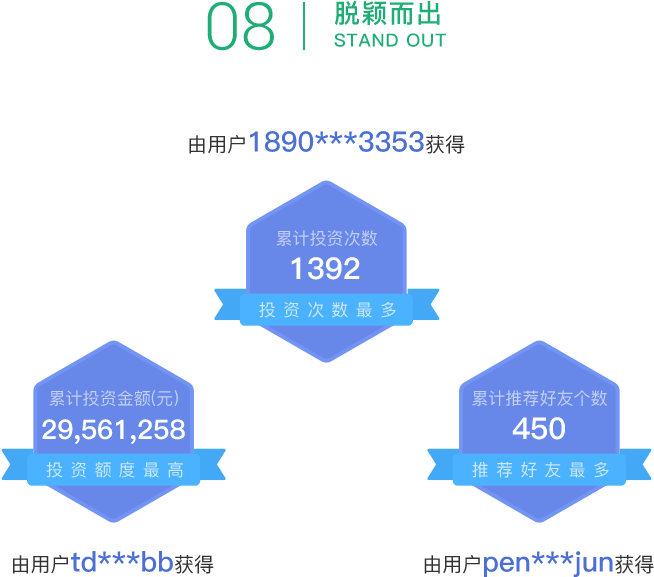 08
脱颖而出
STAND OUT
由用户1890***3353获得
累计投资次数
1392
投资次数最多
累计投资金额(元)
29,561,258
投资额度最高
由用户td***bb获得
累计推荐好友个数
450
推荐好友最多
由用户pen***jun获得